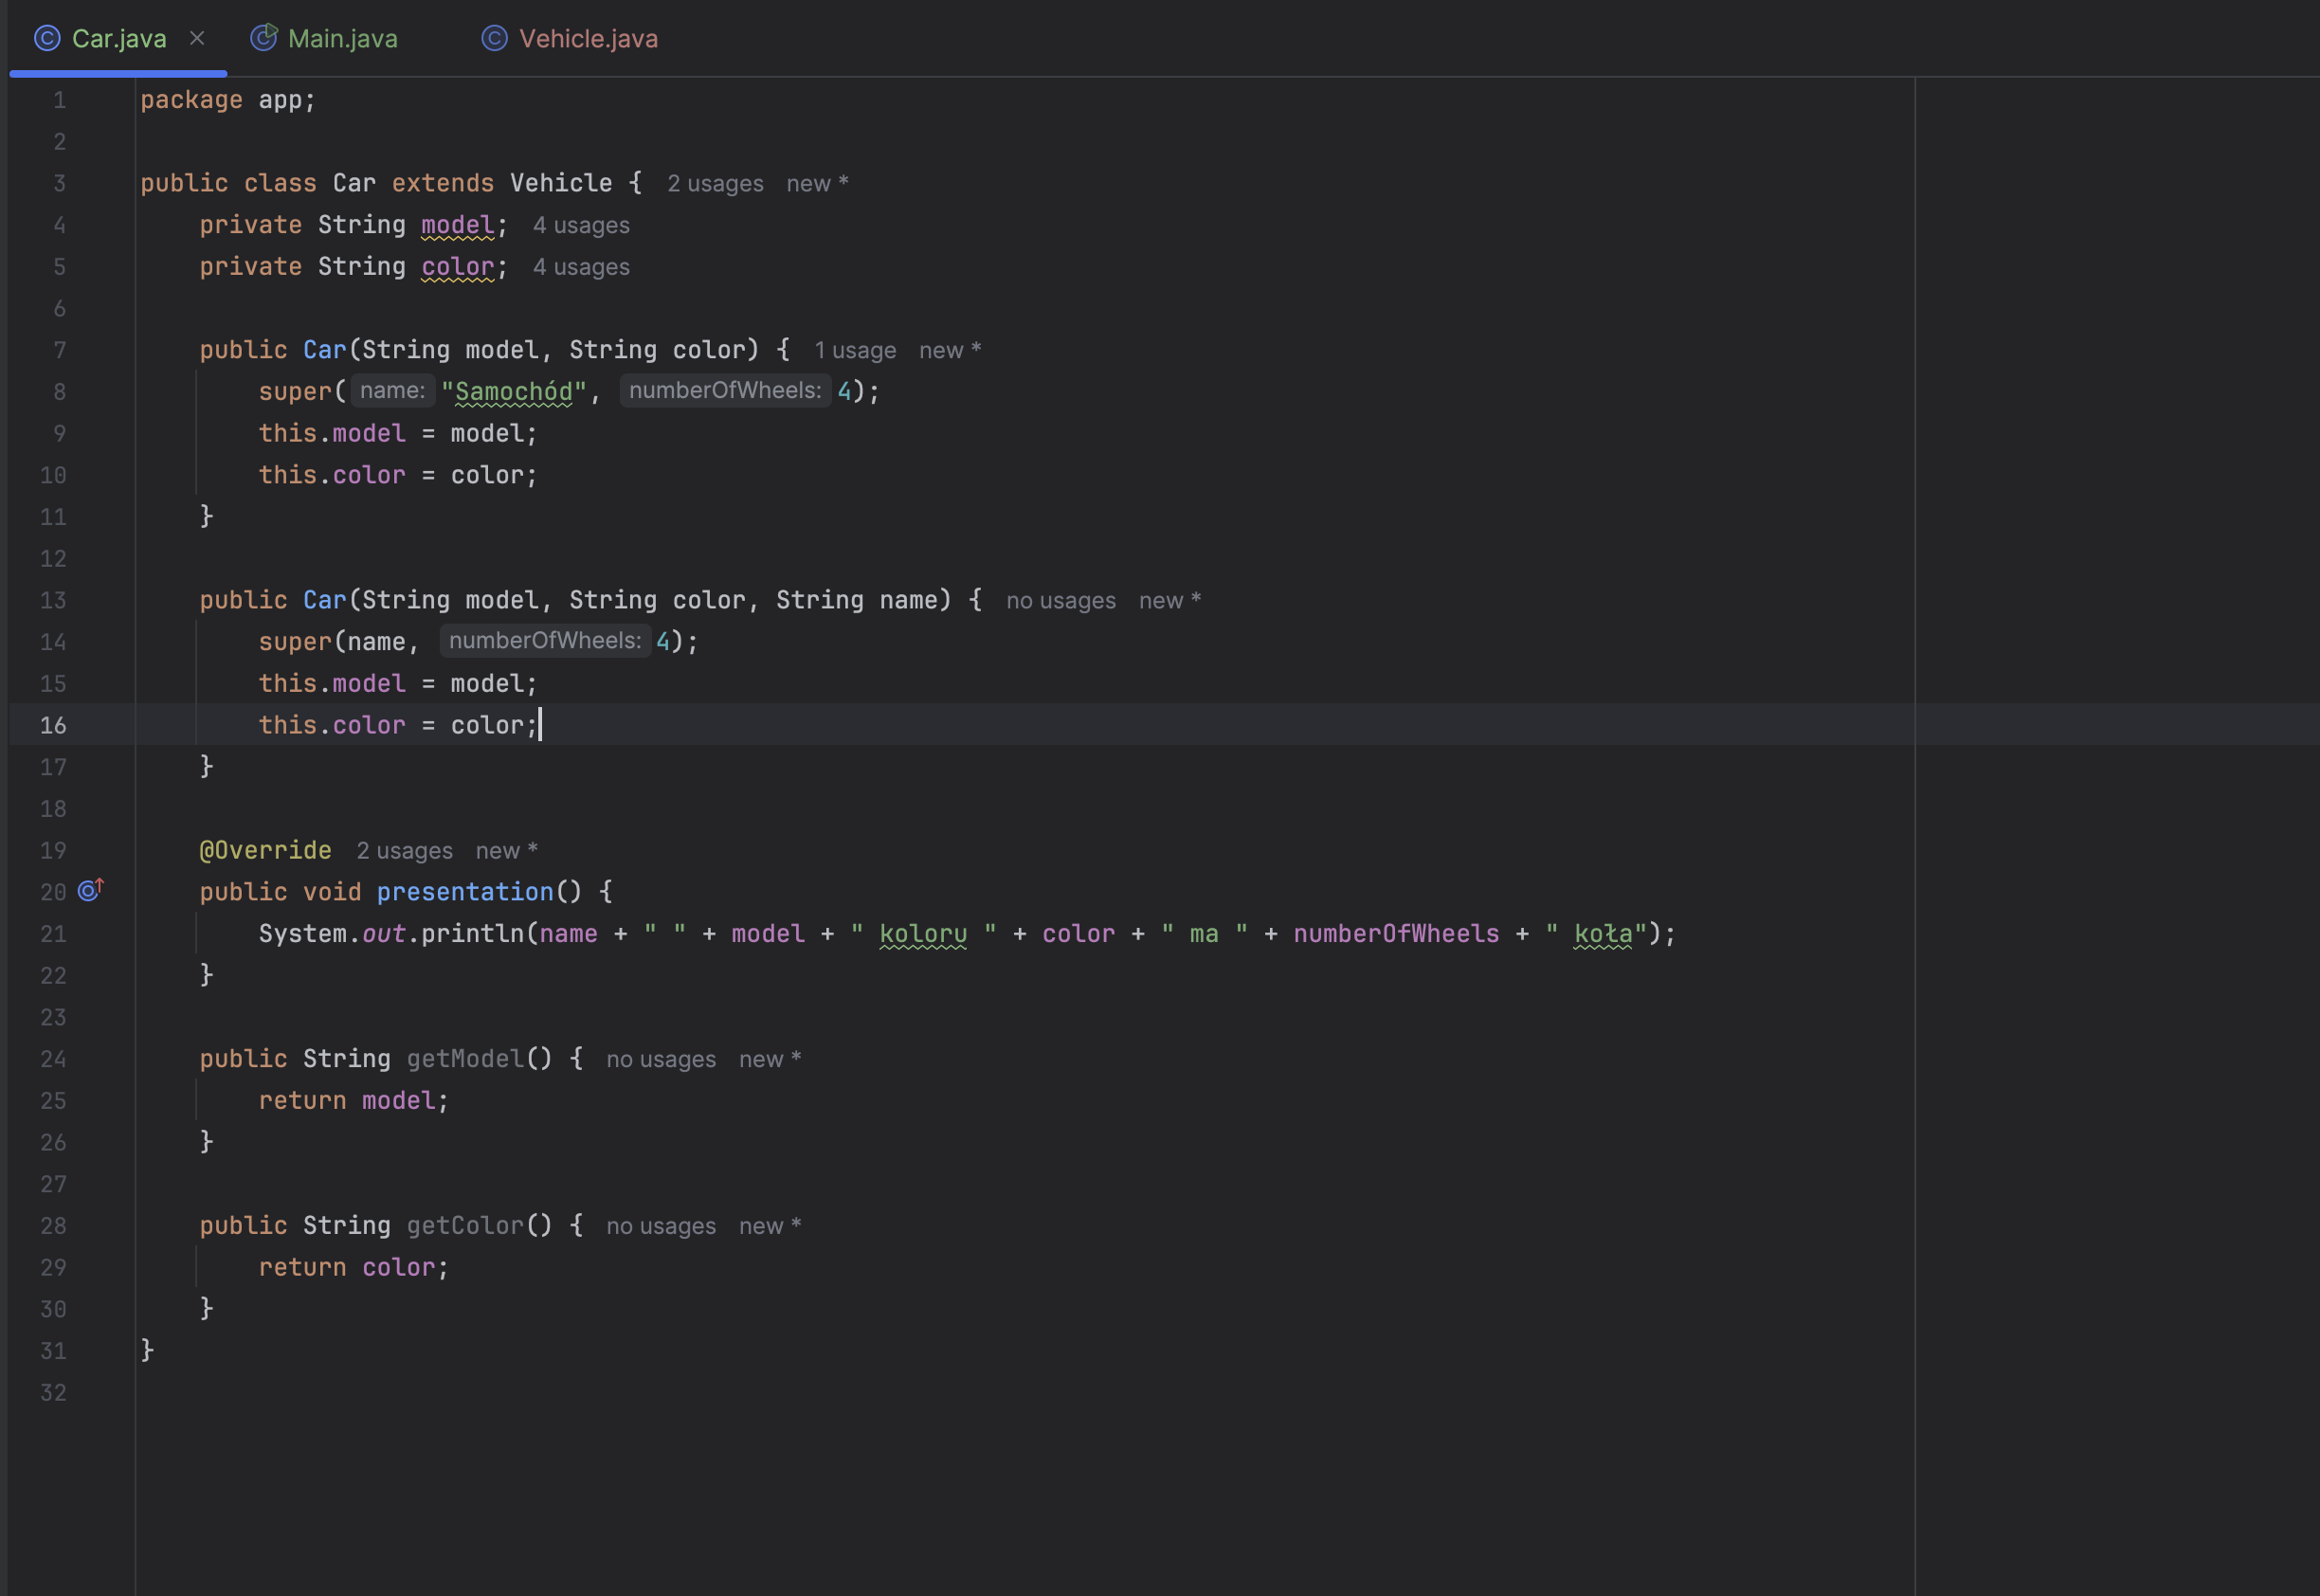 Car.java Main.java Vehicle.java
1 package app;
2
3 public class Car extends Vehicle { 2 usages new *
4 private String model; 4 usages
5 private String color; 4 usages
6
7 public Car(String model, String color) { 1 usage new *
8 super( name: "Samochód", numberOfWheels: 4);
9 this.model = model;
10 this.color = color;
11 }
12
13 public Car(String model, String color, String name) { no usages new *
14 super(name, numberOfWheels: 4);
15 this.model = model;
16 this.color = color;
17 }
18
19 @Override 2 usages new *
20 public void presentation() {
21 System.out.println(name + " " + model + " koloru " + color + " ma " + numberOfWheels + " koła");
22 }
23
24 public String getModel() { no usages new *
25 return model;
26 }
27
28 public String getColor() { no usages new *
29 return color;
30 }
31 }
32